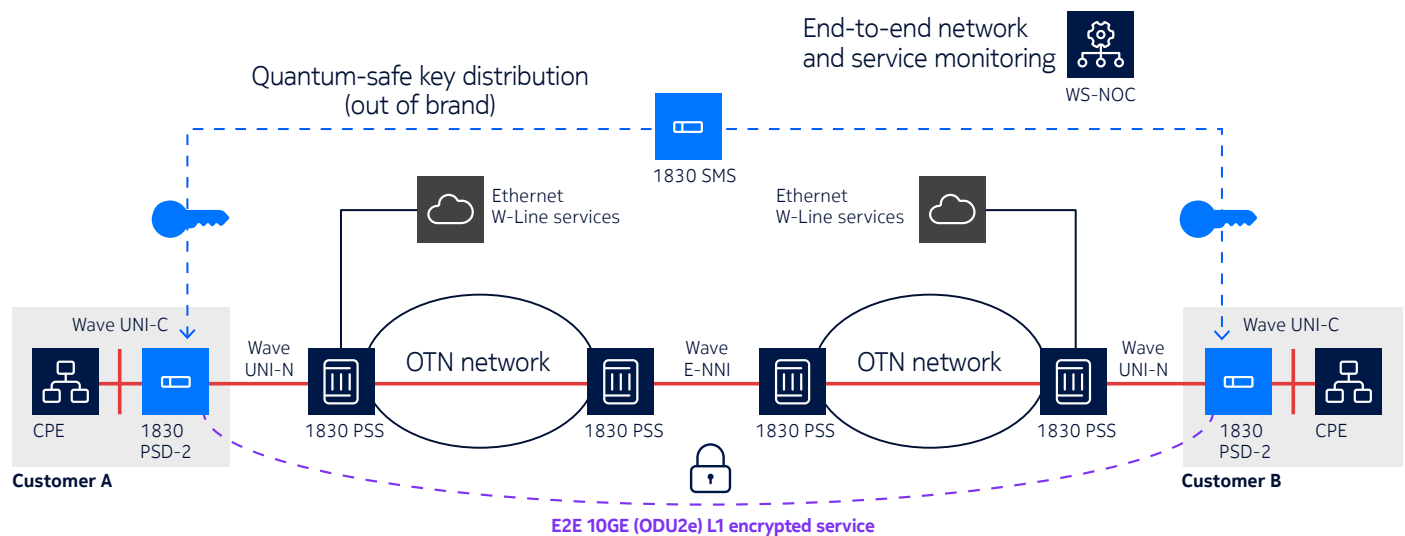 End-to-end network
and service monitoring
WS-NOC
Quantum-safe key distribution
(out of brand)
1830 SMS
Ethernet
W-Line services
Ethernet
W-Line services
Wave UNI-C
Wave
UNI-N
OTN network
Wave
E-NNI
OTN network
Wave
UNI-N
Wave UNI-C
CPE
1830
PSD-2
1830 PSS
1830 PSS
1830 PSS
1830 PSS
1830
PSD-2
CPE
Customer A
Customer B
E2E 10GE (ODU2e) L1 encrypted service